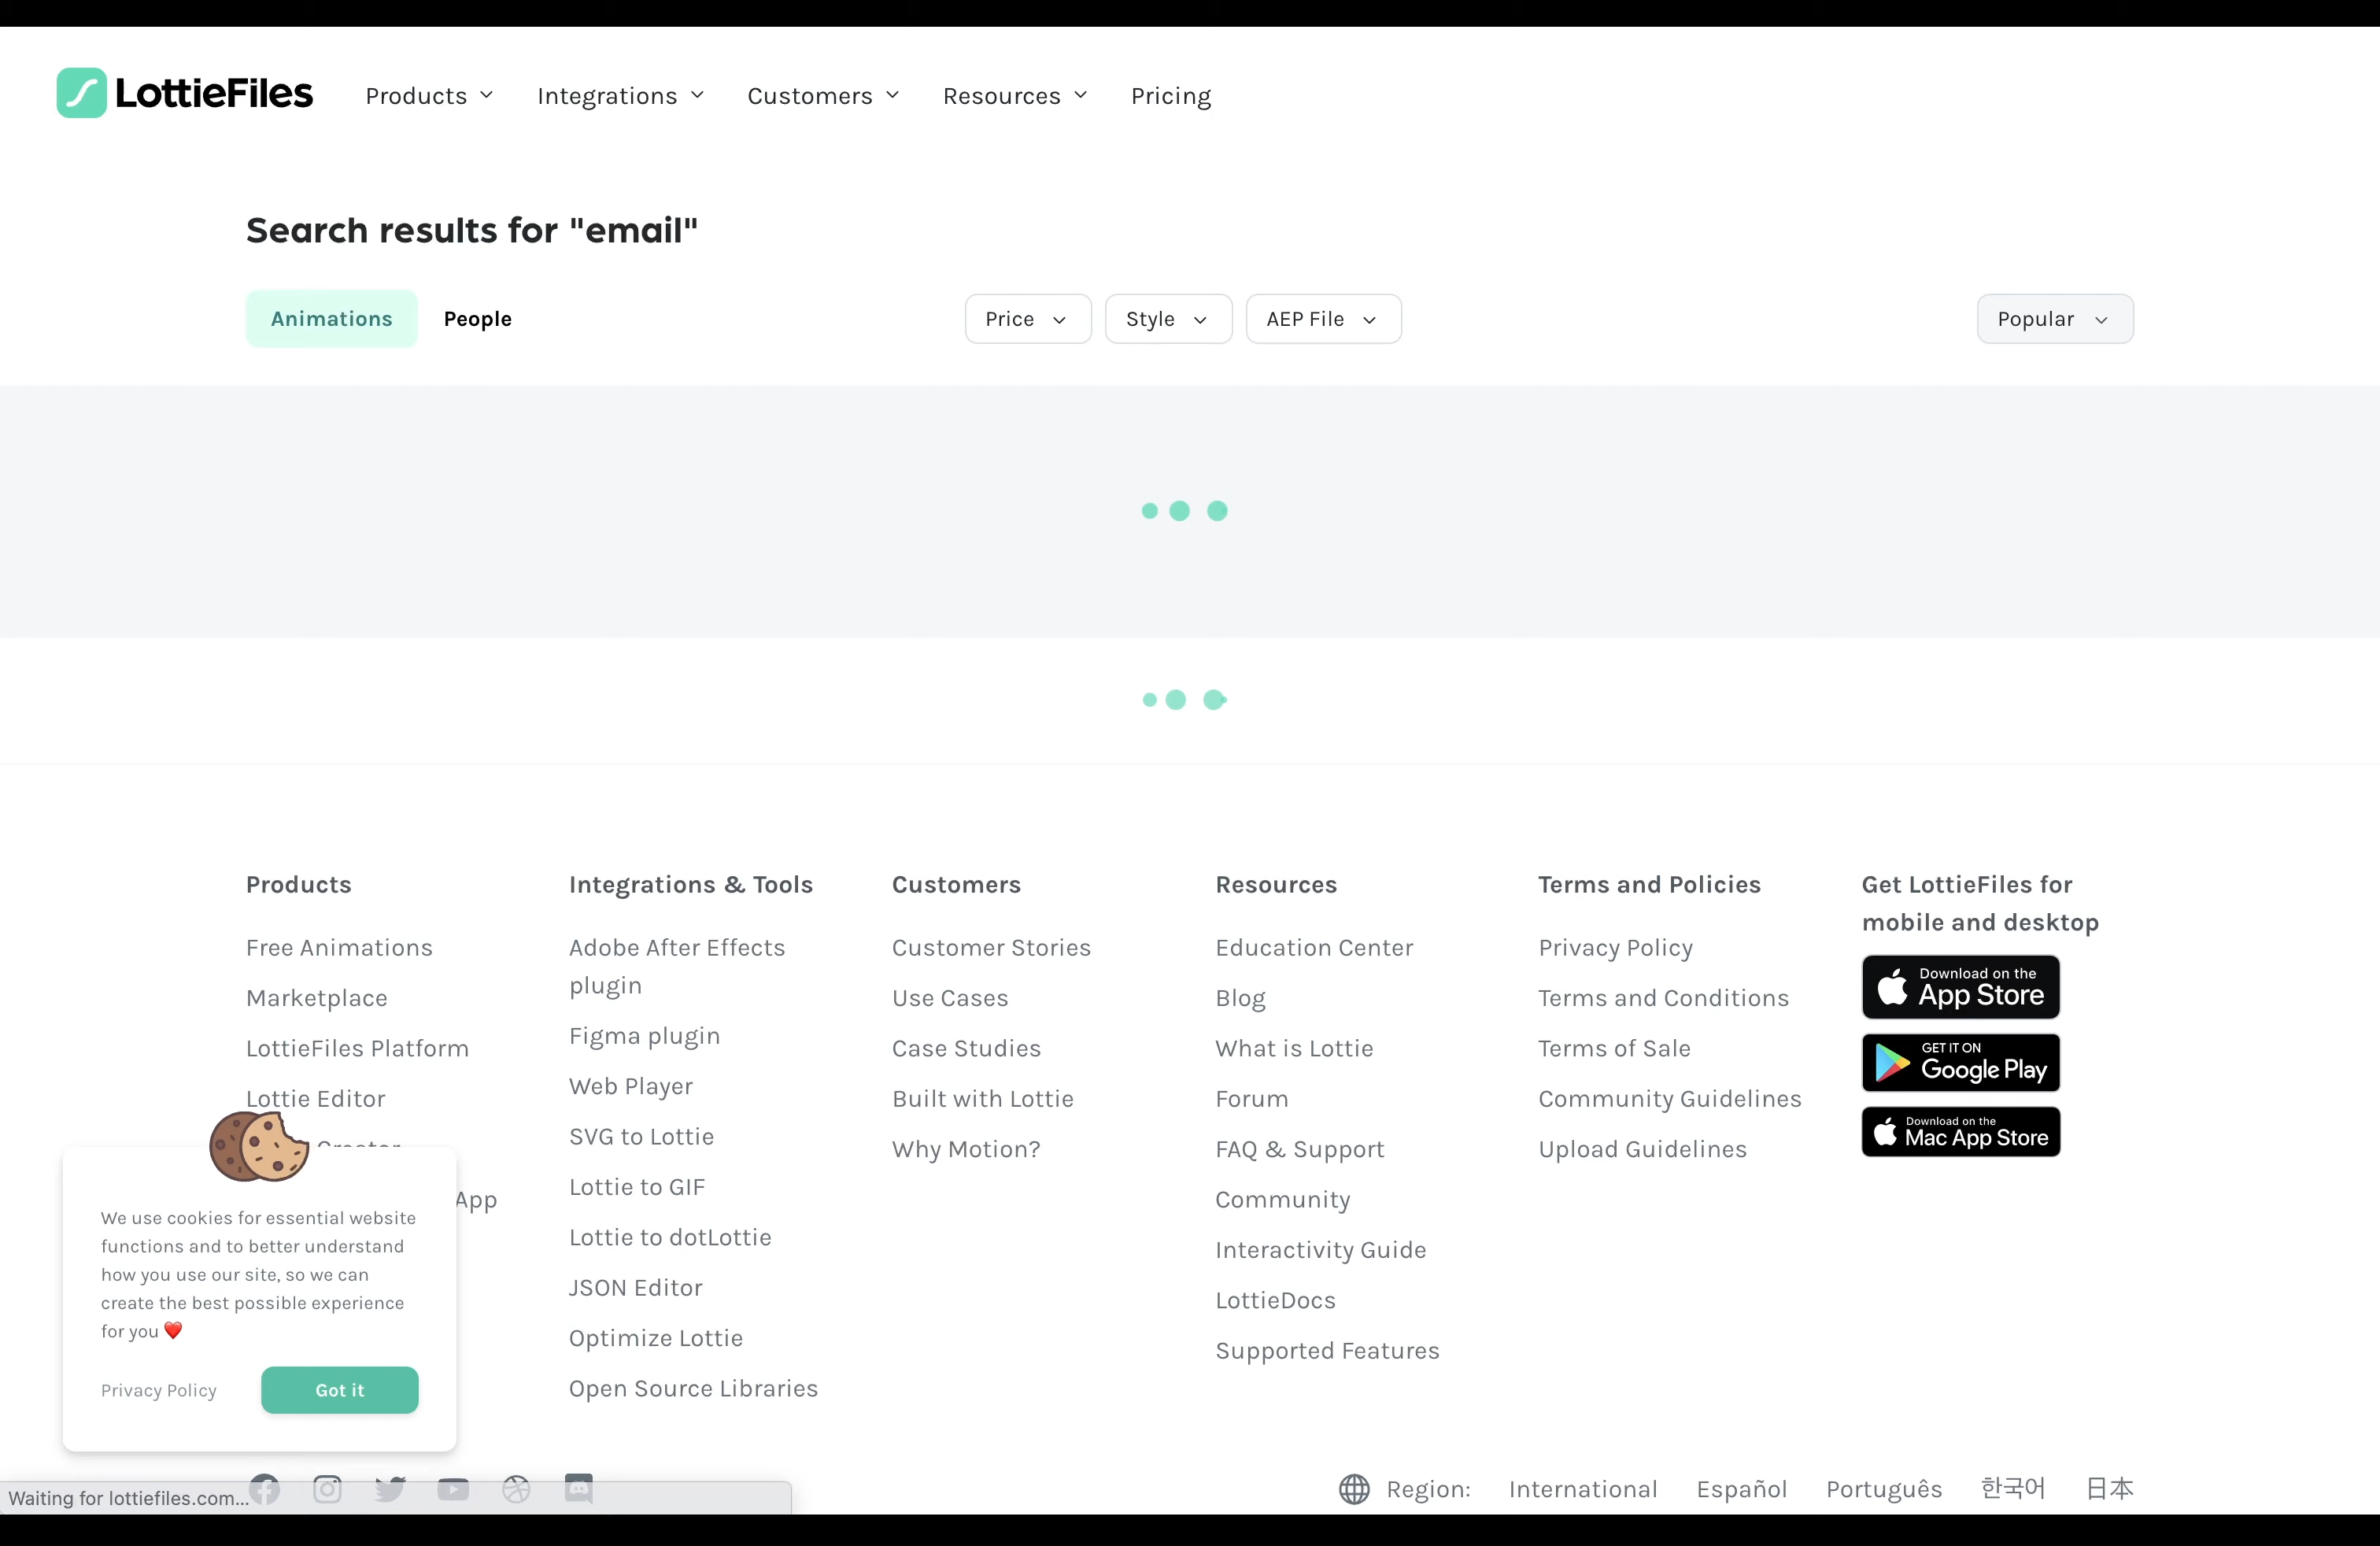 LottieFiles
Products
Integrations
Customers
Resources
Pricing
Search results for "email"
Animations
People
Price
Style
AEP File
Popular
Products
Free Animations
Marketplace
LottieFiles Platform
Lottie Editor
App
Integrations & Tools
Adobe After Effects
plugin
Figma plugin
Web Player
SVG to Lottie
Lottie to GIF
Lottie to dotLottie
JSON Editor
Optimize Lottie
Open Source Libraries
Customers
Customer Stories
Use Cases
Case Studies
Built with Lottie
Why Motion?
Resources
Education Center
Blog
What is Lottie
Forum
FAQ & Support
Community
Interactivity Guide
LottieDocs
Supported Features
Terms and Policies
Privacy Policy
Terms and Conditions
Terms of Sale
Community Guidelines
Upload Guidelines
Get LottieFiles for
mobile and desktop
Download on the
App Store
GET IT ON
Google Play
Download on the
Mac App Store
We use cookies for essential website
functions and to better understand
how you use our site, so we can
create the best possible experience
for you ❤️
Privacy Policy
Got it
Waiting for lottiefiles.com...
Region:
International
Español
Português
한국어
日本